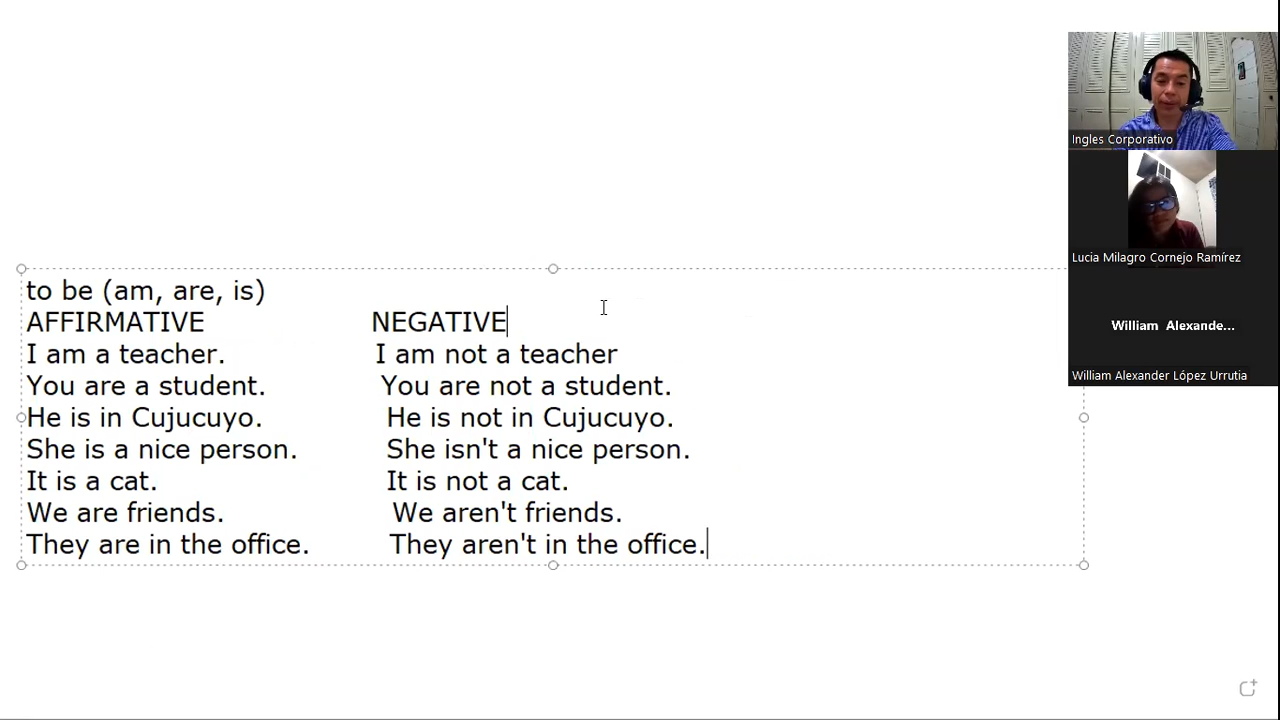 to be (am, are, is)
AFFIRMATIVE NEGATIVE
I am a teacher. I am not a teacher
You are a student. You are not a student.
He is in Cujucuyo. He is not in Cujucuyo.
She is a nice person. She isn't a nice person.
It is a cat. It is not a cat.
We are friends. We aren't friends.
They are in the office. They aren't in the office.
Ingles Corporativo
Lucia Milagro Cornejo Ramírez
William Alexande...
William Alexander López Urrutia